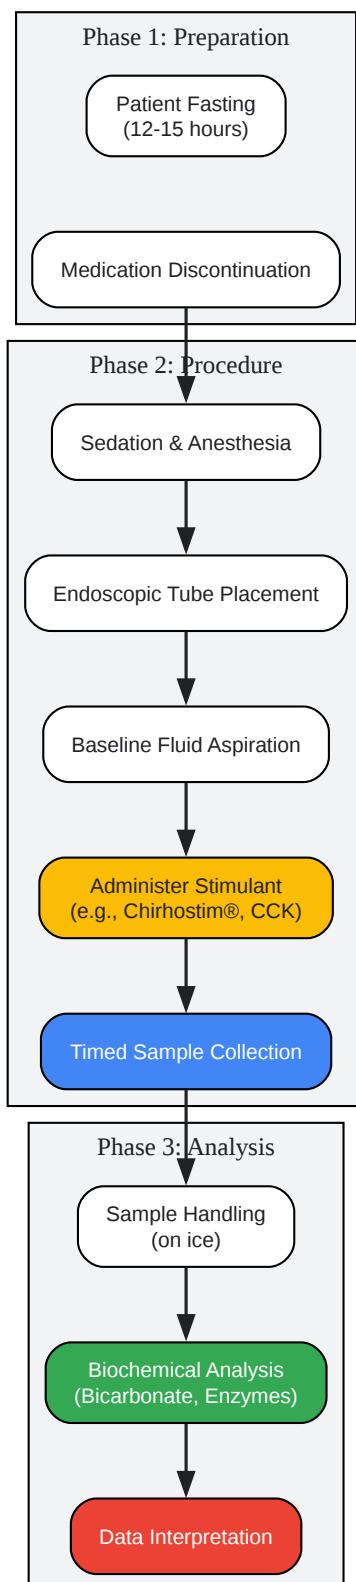 Phase 1: Preparation
Patient Fasting
(12-15 hours)
Medication Discontinuation
Phase 2: Procedure
Sedation & Anesthesia
Endoscopic Tube Placement
Baseline Fluid Aspiration
Administer Stimulant
(e.g., Chirhostim®, CCK)
Timed Sample Collection
Phase 3: Analysis
Sample Handling
(on ice)
Biochemical Analysis
(Bicarbonate, Enzymes)
Data Interpretation